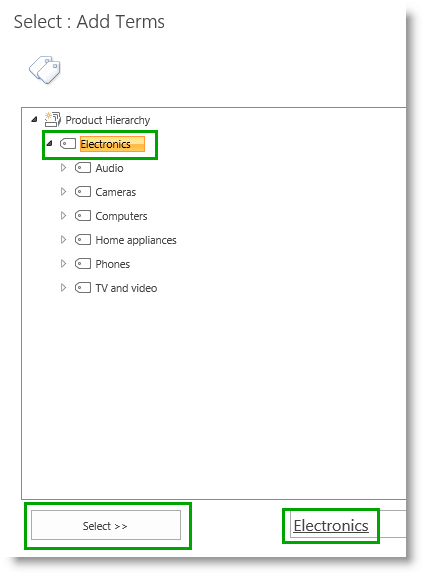 Select : Add Terms
Product Hierarchy
Electronics
Audio
Cameras
Computers
Home appliances
Phones
TV and video
Select >>
Electronics